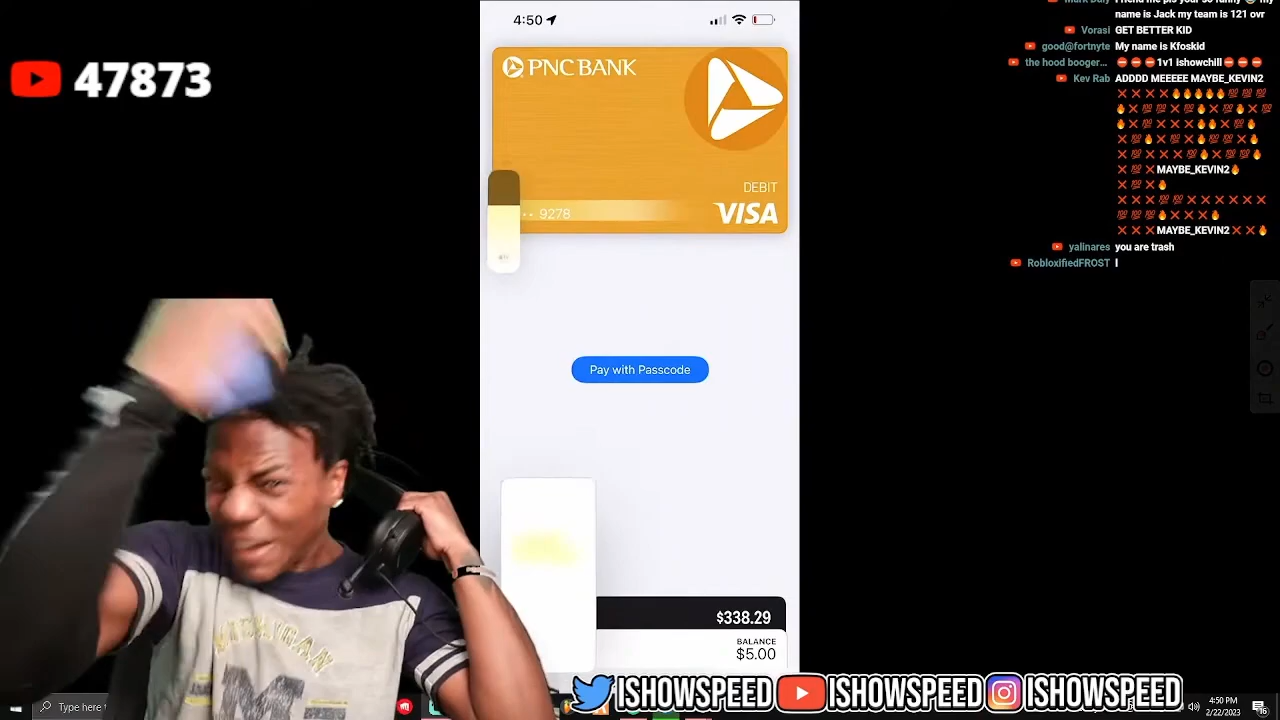 47873
4:50
PNC BANK
DEBIT
•• 9278
VISA
Pay with Passcode
$338.29
BALANCE
$5.00
name is Jack my team is 121 ovr
Vorasi GET BETTER KID
good@fortnyte My name is Kfoskid
the hood booger... ⛔⛔⛔1v1 ishowchill⛔⛔⛔
Kev Rab ADDDD MEEEEE MAYBE_KEVIN2
MAYBE_KEVIN2
MAYBE_KEVIN2
yalinares you are trash
RobloxifiedFROST I
ISHOWSPEED ISHOWSPEED ISHOWSPEED
Type here
4:50 PM
2/22/2023